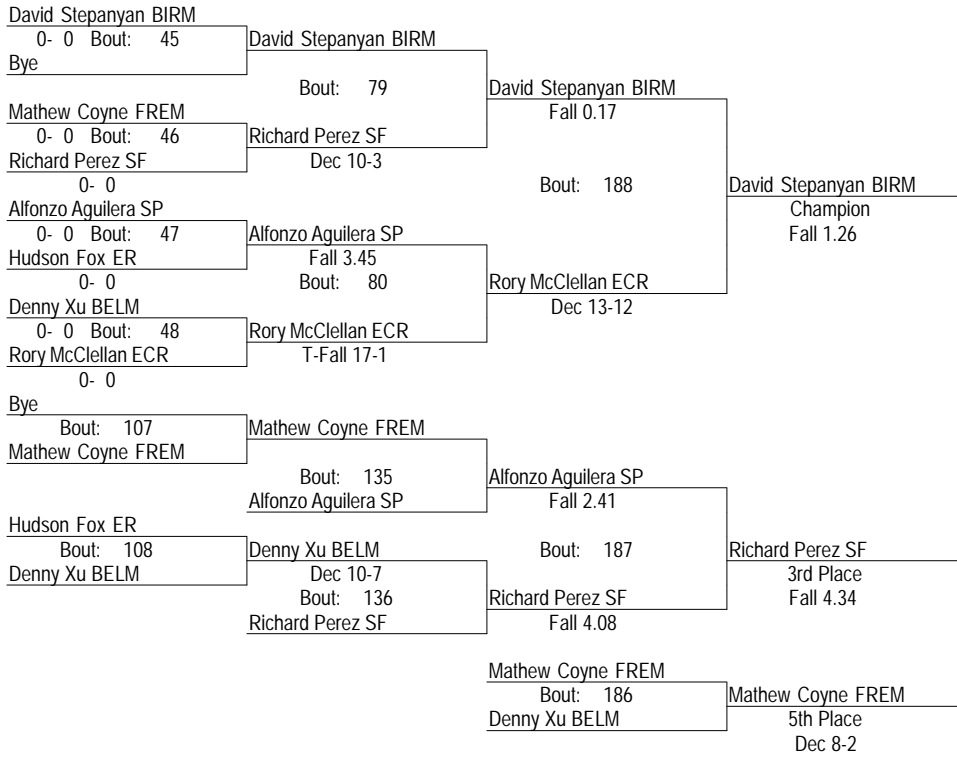 David Stepanyan BIRM
0- 0 Bout: 45
David Stepanyan BIRM
Bye
Bout: 79
David Stepanyan BIRM
Mathew Coyne FREM
Fall 0.17
0- 0 Bout: 46
Richard Perez SF
Richard Perez SF
Dec 10-3
0- 0
Bout: 188
David Stepanyan BIRM
Alfonzo Aguilera SP
Champion
0- 0 Bout: 47
Alfonzo Aguilera SP
Fall 1.26
Hudson Fox ER
Fall 3.45
0- 0
Bout: 80
Rory McClellan ECR
Denny Xu BELM
Dec 13-12
0- 0 Bout: 48
Rory McClellan ECR
Rory McClellan ECR
T-Fall 17-1
0- 0
Bye
Bout: 107
Mathew Coyne FREM
Mathew Coyne FREM
Bout: 135
Alfonzo Aguilera SP
Alfonzo Aguilera SP
Fall 2.41
Hudson Fox ER
Bout: 108
Denny Xu BELM
Bout: 187
Richard Perez SF
Denny Xu BELM
Dec 10-7
3rd Place
Bout: 136
Richard Perez SF
Fall 4.34
Richard Perez SF
Fall 4.08
Mathew Coyne FREM
Bout: 186
Mathew Coyne FREM
Denny Xu BELM
5th Place
Dec 8-2